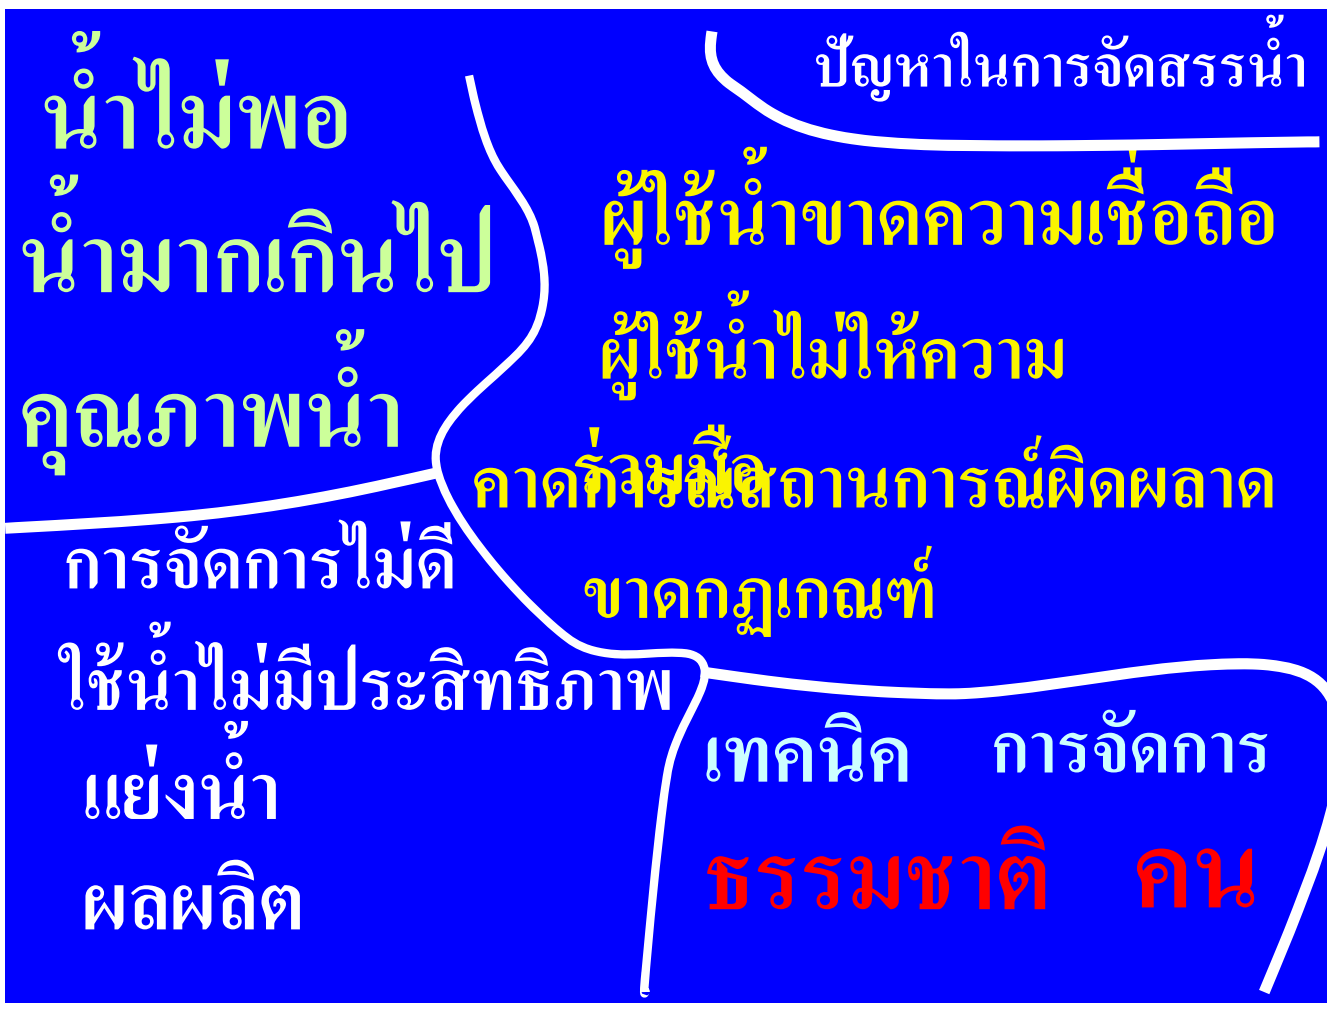 ปัญหาในการจัดสรรน้ำ
น้ำไม่พอ
น้ำมากเกินไป
คุณภาพน้ำ
ผู้ใช้น้ำขาดความเชื่อถือ
ผู้ใช้น้ำไม่ให้ความ
ร่วมมือ
คาดการณ์สถานการณ์ผิดผลาด
ขาดกฏเกณฑ์
การจัดการไม่ดี
ใช้น้ำไม่มีประสิทธิภาพ
แย่งน้ำ
ผลผลิต
เทคนิค การจัดการ
ธรรมชาติ คน